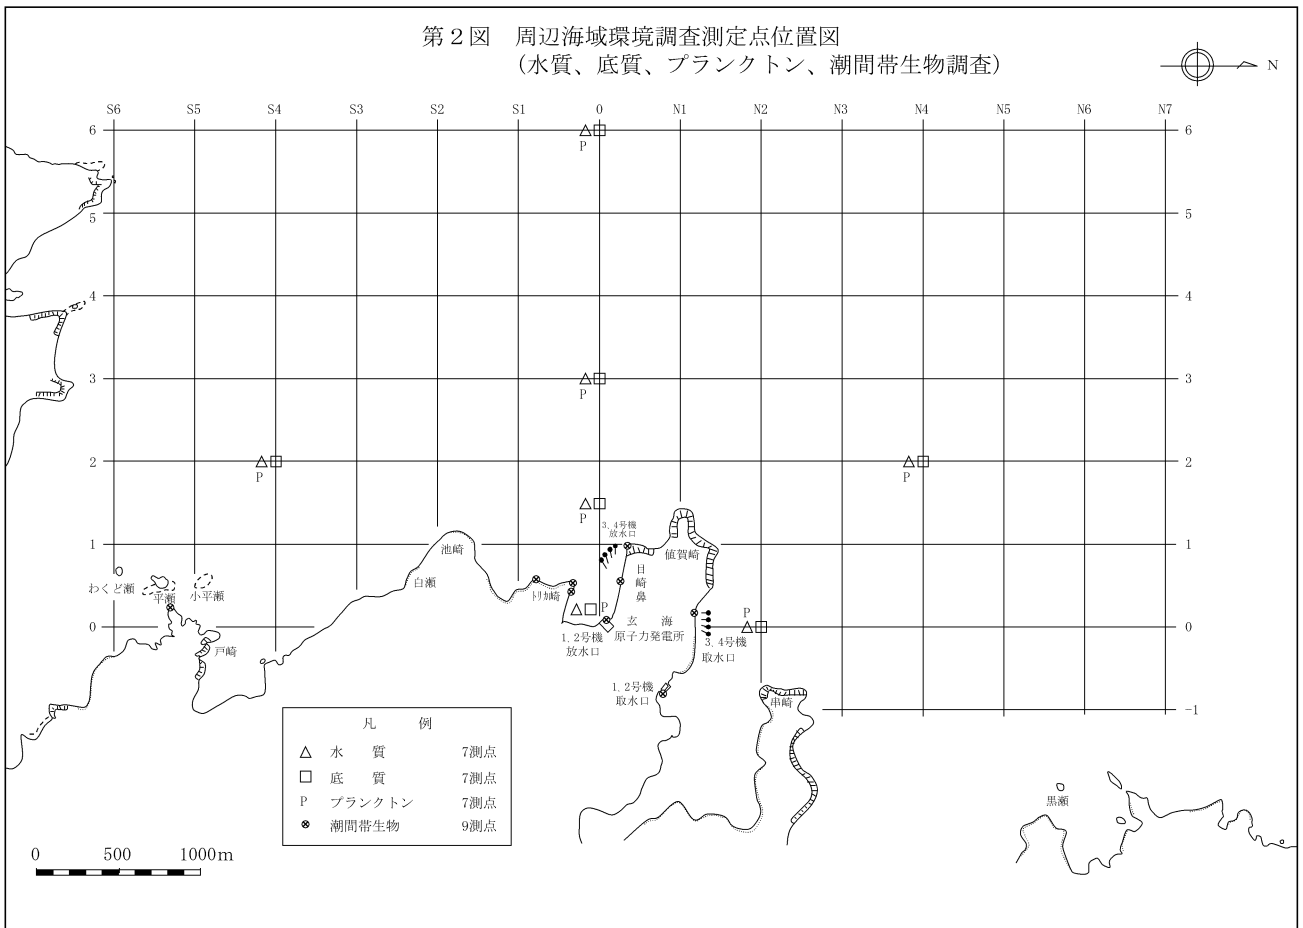 第２図　周辺海域環境調査測定点位置図
（水質、底質、プランクトン、潮間帯生物調査）
N
S6 S5 S4 S3 S2 S1 0 N1 N2 N3 N4 N5 N6 N7
6 6
P
5 5
4 4
3 3
P
2 2
P P
P
3,4号機
放水口
1 1
池崎
値賀崎
日崎鼻
わくど瀬
平瀬
小平瀬
白瀬
ﾄﾘｶ崎
P
P
0 0
玄　海
原子力発電所
1,2号機
放水口
3,4号機
取水口
戸崎
1,2号機
取水口
串崎
-1
凡　例
水　質　7測点
底　質　7測点
P　プランクトン　7測点
潮間帯生物　9測点
黒瀬
0 500 1000m